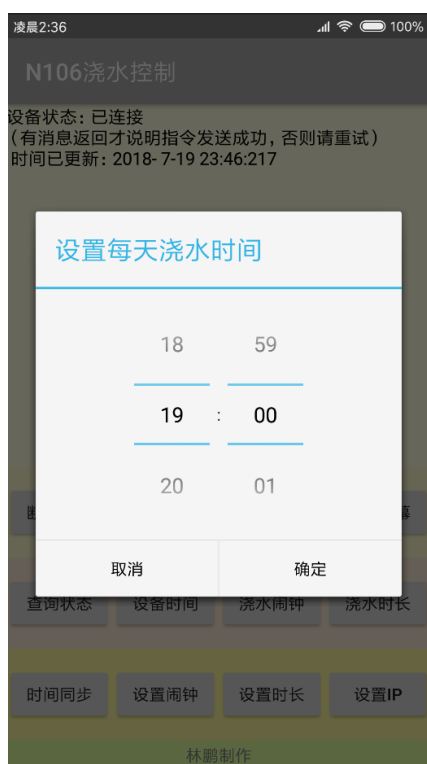 凌晨2:36 100%
N106浇水控制
设备状态：已连接
（有消息返回才说明指令发送成功，否则请重试）
时间已更新：2018- 7-19 23:46:217
设置每天浇水时间
18 59
19 : 00
20 01
取消 确定
查询状态 设备时间 浇水闹钟 浇水时长
时间同步 设置闹钟 设置时长 设置IP
林鹏制作